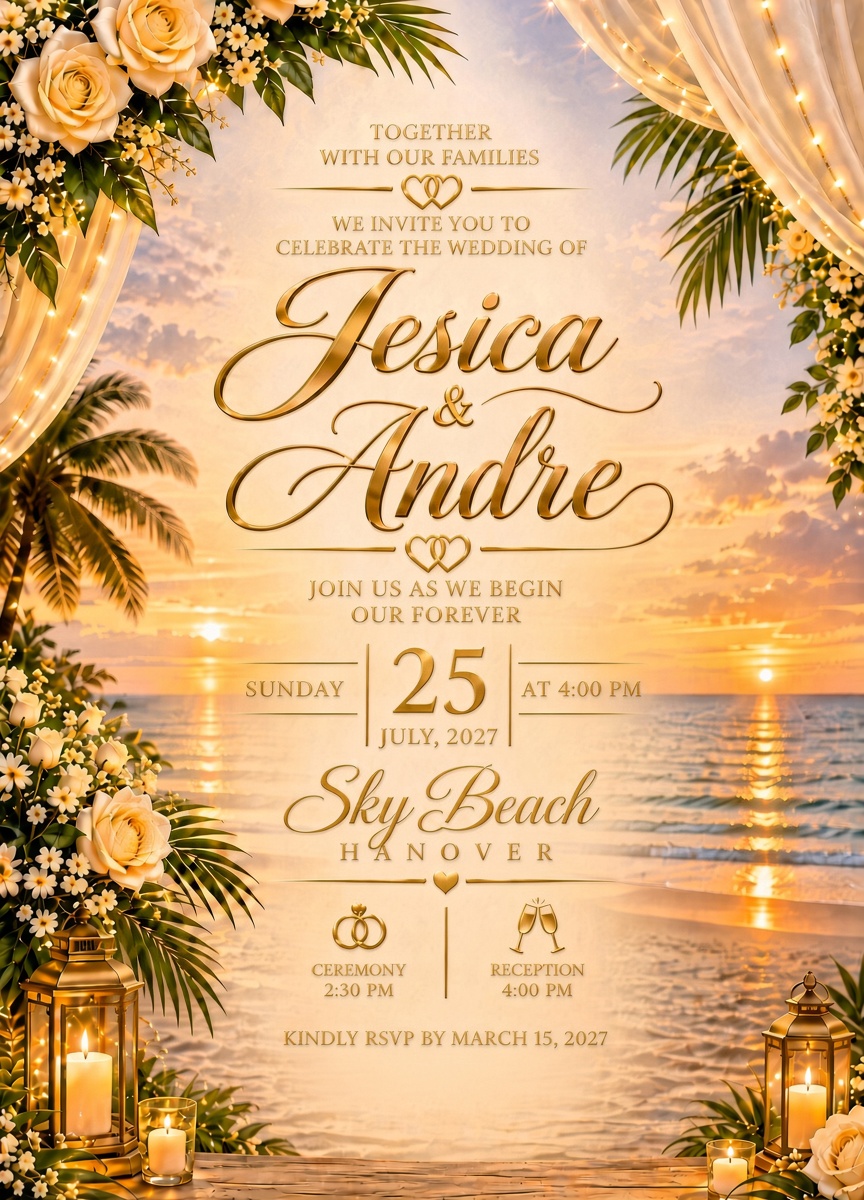 TOGETHER
WITH OUR FAMILIES
WE INVITE YOU TO
CELEBRATE THE WEDDING OF
Jesica
&
Andre
JOIN US AS WE BEGIN
OUR FOREVER
SUNDAY 25 AT 4:00 PM
JULY, 2027
Sky Beach
HANOVER
CEREMONY RECEPTION
2:30 PM 4:00 PM
KINDLY RSVP BY MARCH 15, 2027